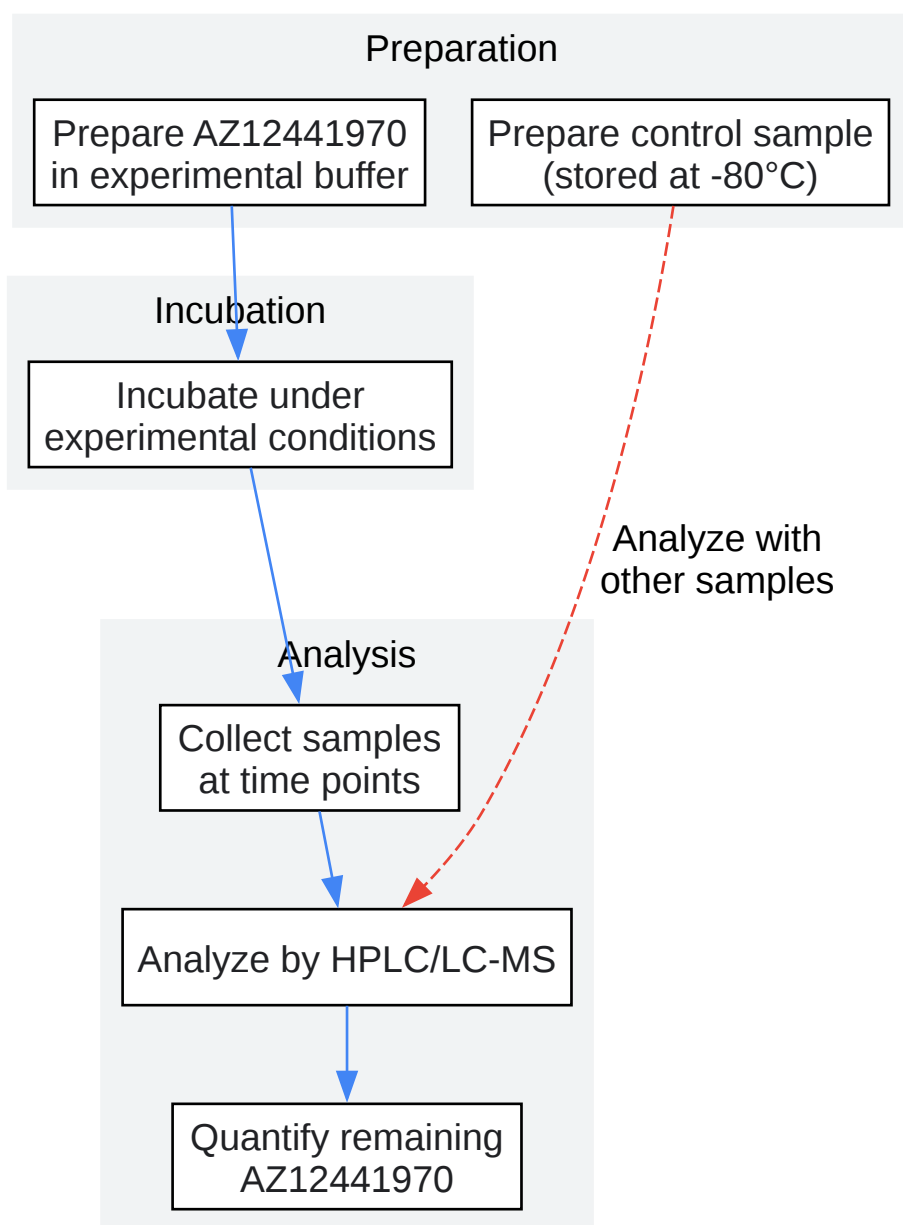 Preparation
Prepare AZ12441970
in experimental buffer
Prepare control sample
(stored at -80°C)
Incubation
Incubate under
experimental conditions
Analyze with
other samples
Analysis
Collect samples
at time points
Analyze by HPLC/LC-MS
Quantify remaining
AZ12441970